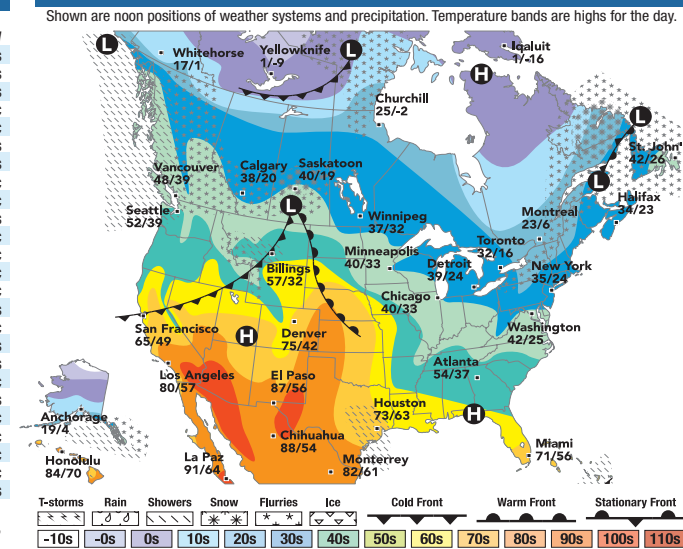 Shown are noon positions of weather systems and precipitation. Temperature bands are highs for the day.
L
Whitehorse
17/1
Yellowknife
1/-9
L
Iqaluit
1/-16
H
Churchill
25/-2
L
St. John'
42/26
Vancouver
48/39
Calgary
38/20
Saskatoon
40/19
L
Halifax
34/23
Seattle
52/39
L
Winnipeg
37/32
Montreal
23/6
Toronto
32/16
Minneapolis
40/33
Billings
57/32
Detroit
39/24
New York
35/24
Chicago
40/33
San Francisco
65/49
H
Denver
75/42
Washington
42/25
Los Angeles
80/57
El Paso
87/56
Atlanta
54/37
Anchorage
19/4
Houston
73/63
H
Honolulu
84/70
La Paz
91/64
Chihuahua
88/54
Monterrey
82/61
Miami
71/56
T-storms Rain Showers Snow Flurries Ice Cold Front Warm Front Stationary Front
-10s -0s 0s 10s 20s 30s 40s 50s 60s 70s 80s 90s 100s 110s